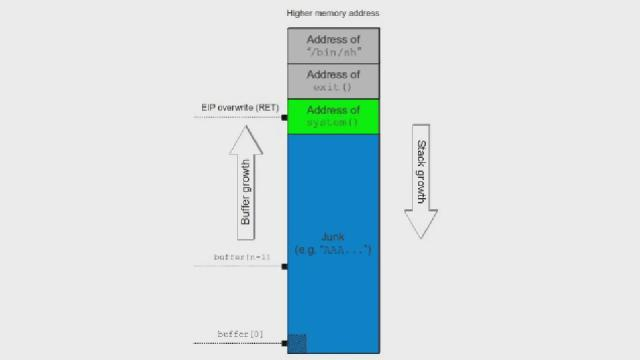 Higher memory address
Address of
"/bin/sh"
Address of
exit()
EIP overwrite (RET)
Address of
system()
Buffer growth
Stack growth
Junk
(e.g. "AAA...")
buffer[n-1]
buffer[0]